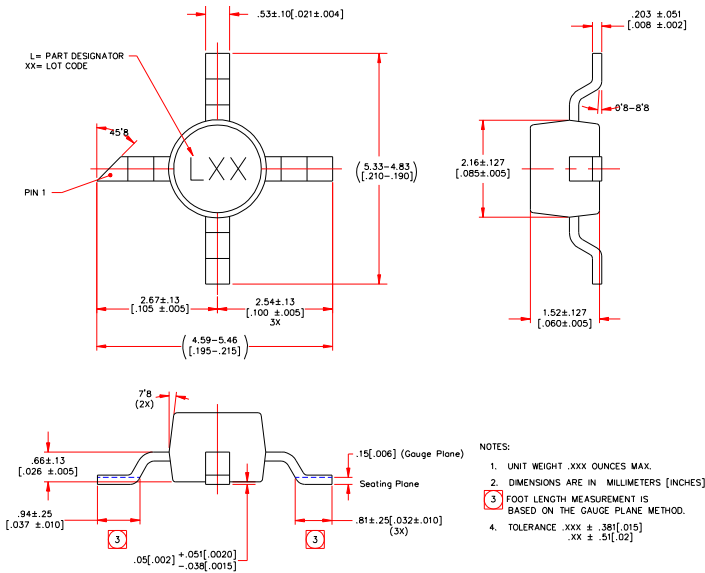 .53±.10[.021±.004]
L= PART DESIGNATOR
XX= LOT CODE
45°8
LXX
PIN 1
5.33-4.83
[.210-.190]
2.67±.13
[.105 ±.005]
2.54±.13
[.100 ±.005]
3X
4.59-5.46
[.195-.215]
.203 ±.051
[.008 ±.002]
0°8-8°8
2.16±.127
[.085±.005]
1.52±.127
[.060±.005]
7°8
(2X)
.66±.13
[.026 ±.005]
.15[.006] (Gauge Plane)
Seating Plane
.94±.25
[.037 ±.010]
3
3
.81±.25[.032±.010]
(3X)
.05[.002] +.051[.0020]
-.038[.0015]
NOTES:
1. UNIT WEIGHT .XXX OUNCES MAX.
2. DIMENSIONS ARE IN MILLIMETERS [INCHES]
3 FOOT LENGTH MEASUREMENT IS
BASED ON THE GAUGE PLANE METHOD.
4. TOLERANCE .XXX ± .381[.015]
.XX ± .51[.02]